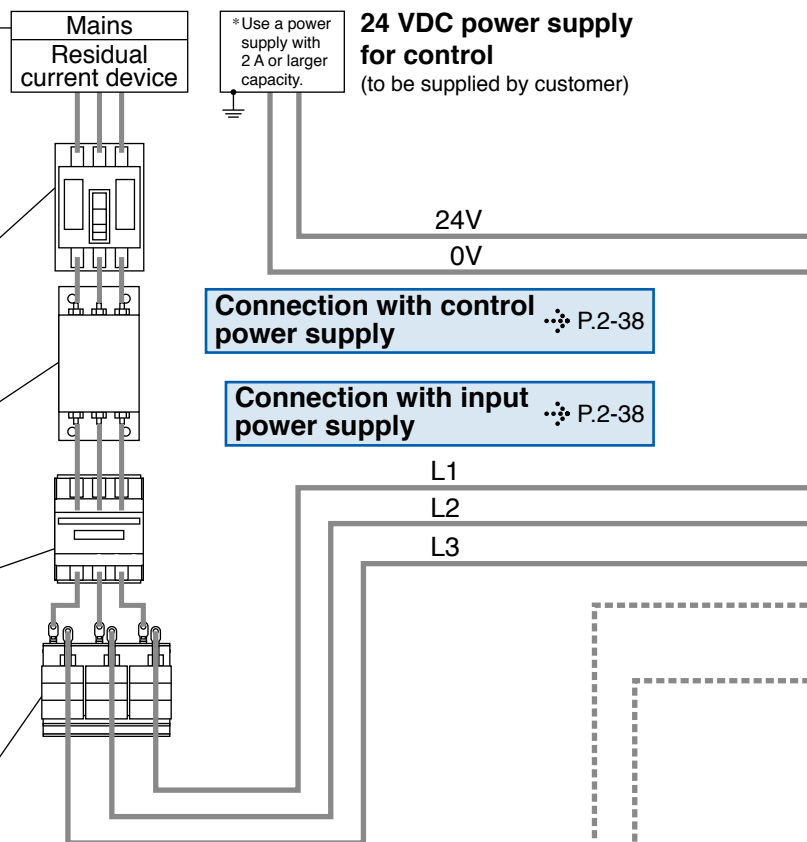 Mains
Residual
current device
*Use a power
supply with
2 A or larger
capacity.
24 VDC power supply
for control
(to be supplied by customer)
24V
0V
Connection with control
power supply
P.2-38
Connection with input
power supply
P.2-38
L1
L2
L3